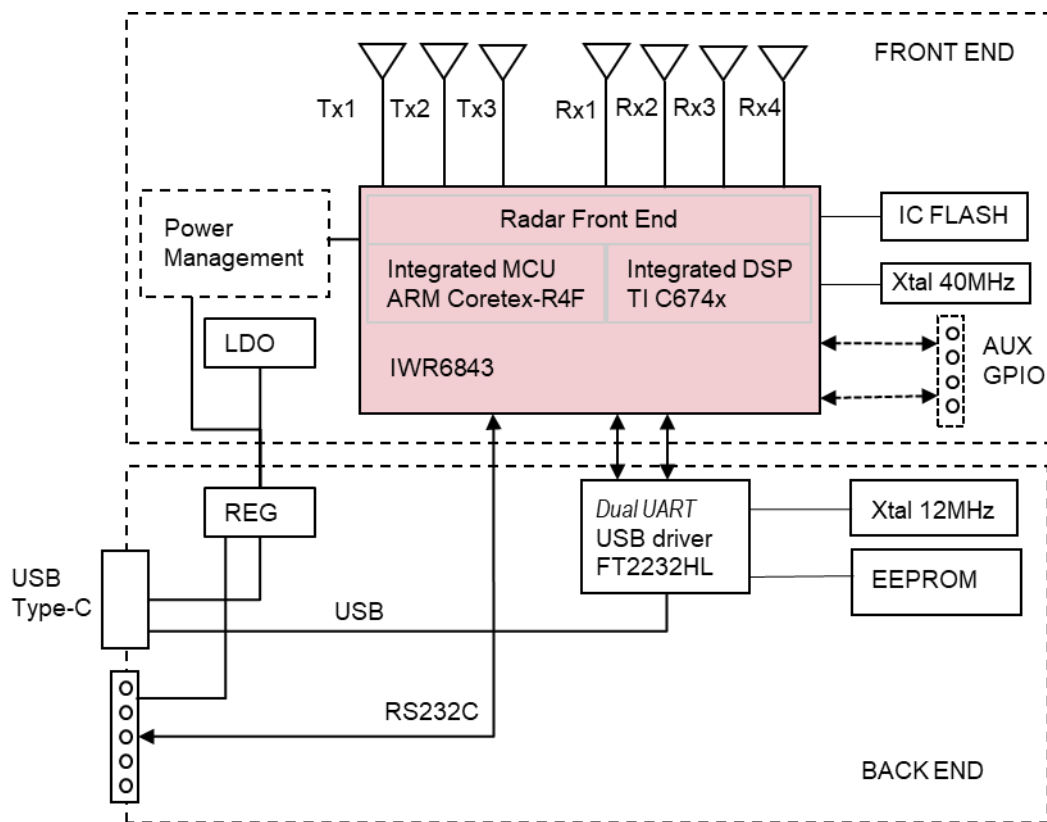 FRONT END
Tx1
Tx2
Tx3
Rx1
Rx2
Rx3
Rx4
Power
Management
Radar Front End
IC FLASH
Integrated MCU
ARM Coretex-R4F
Integrated DSP
TI C674x
Xtal 40MHz
LDO
IWR6843
AUX
GPIO
REG
Dual UART
USB driver
FT2232HL
Xtal 12MHz
EEPROM
USB
Type-C
USB
RS232C
BACK END